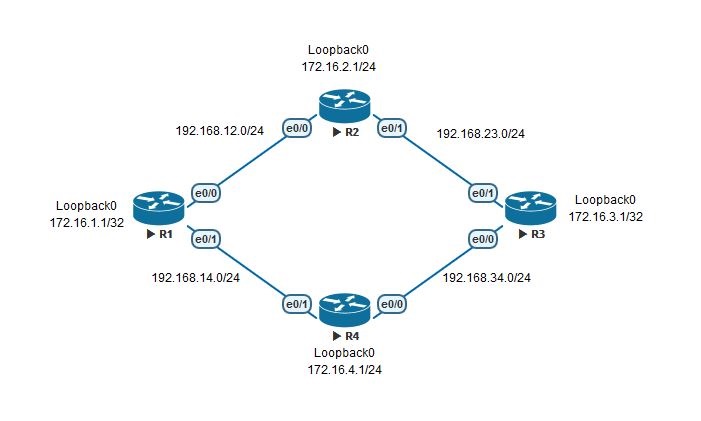 Loopback0
172.16.2.1/24
e0/0
e0/1
R2
192.168.12.0/24
192.168.23.0/24
e0/0
e0/1
Loopback0
172.16.1.1/32
R1
Loopback0
172.16.3.1/32
R3
e0/1
e0/0
192.168.14.0/24
192.168.34.0/24
e0/1
e0/0
R4
Loopback0
172.16.4.1/24